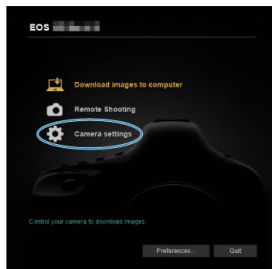 EOS
Download images to computer
Remote Shooting
Camera settings
Control your camera to download images.
Preferences... Quit